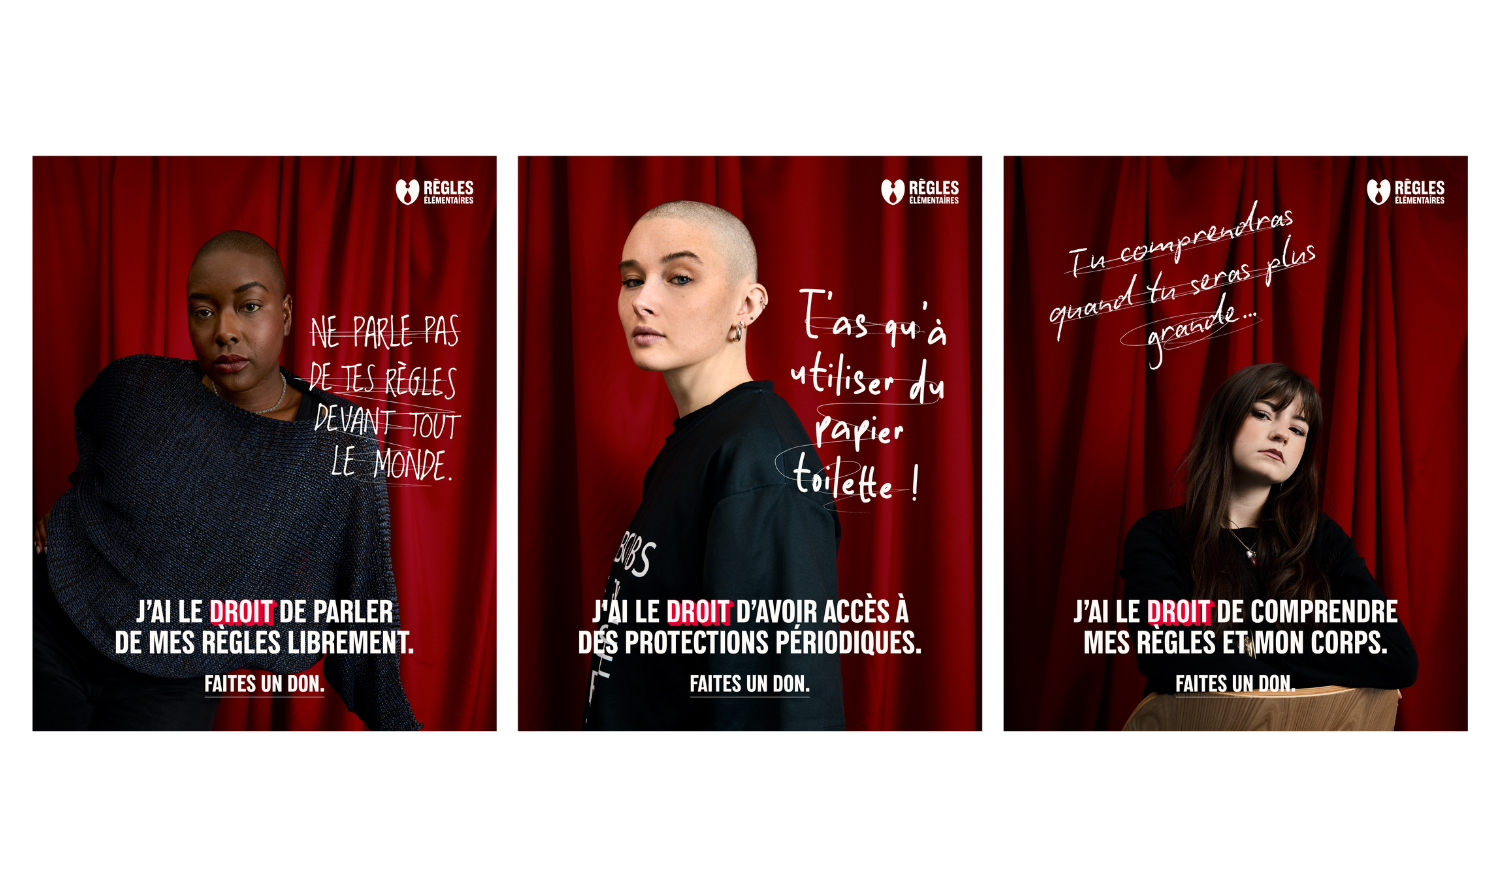 RÈGLES
ÉLÉMENTAIRES
NE PARLE PAS
DE TES RÈGLES
DEVANT TOUT
LE MONDE.
J'AI LE DROIT DE PARLER
DE MES RÈGLES LIBREMENT.
FAITES UN DON.
RÈGLES
ÉLÉMENTAIRES
T'as qu'à
utiliser du
papier
toilette !
BOBS
J'AI LE DROIT D'AVOIR ACCÈS À
DES PROTECTIONS PÉRIODIQUES.
FAITES UN DON.
RÈGLES
ÉLÉMENTAIRES
Tu comprendras
quand tu seras plus
grande...
J'AI LE DROIT DE COMPRENDRE
MES RÈGLES ET MON CORPS.
FAITES UN DON.